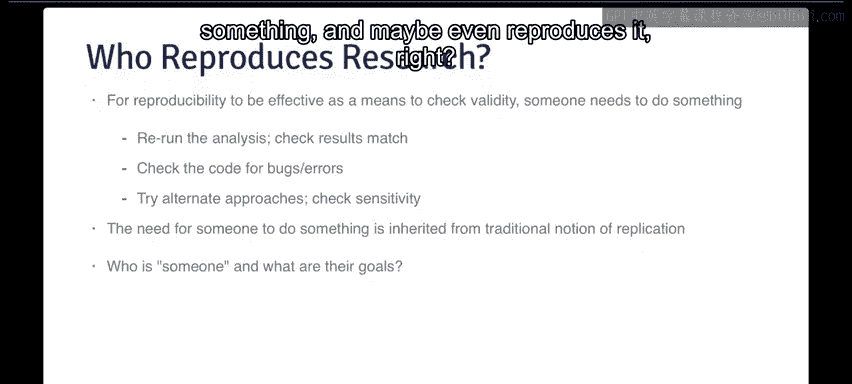 something, and maybe even reproduces it,
right?
Who Reproduces Research?
· For reproducibility to be effective as a means to check validity, someone needs to do something
- Re-run the analysis; check results match
- Check the code for bugs/errors
- Try alternate approaches; check sensitivity
· The need for someone to do something is inherited from traditional notion of replication
· Who is "someone" and what are their goals?